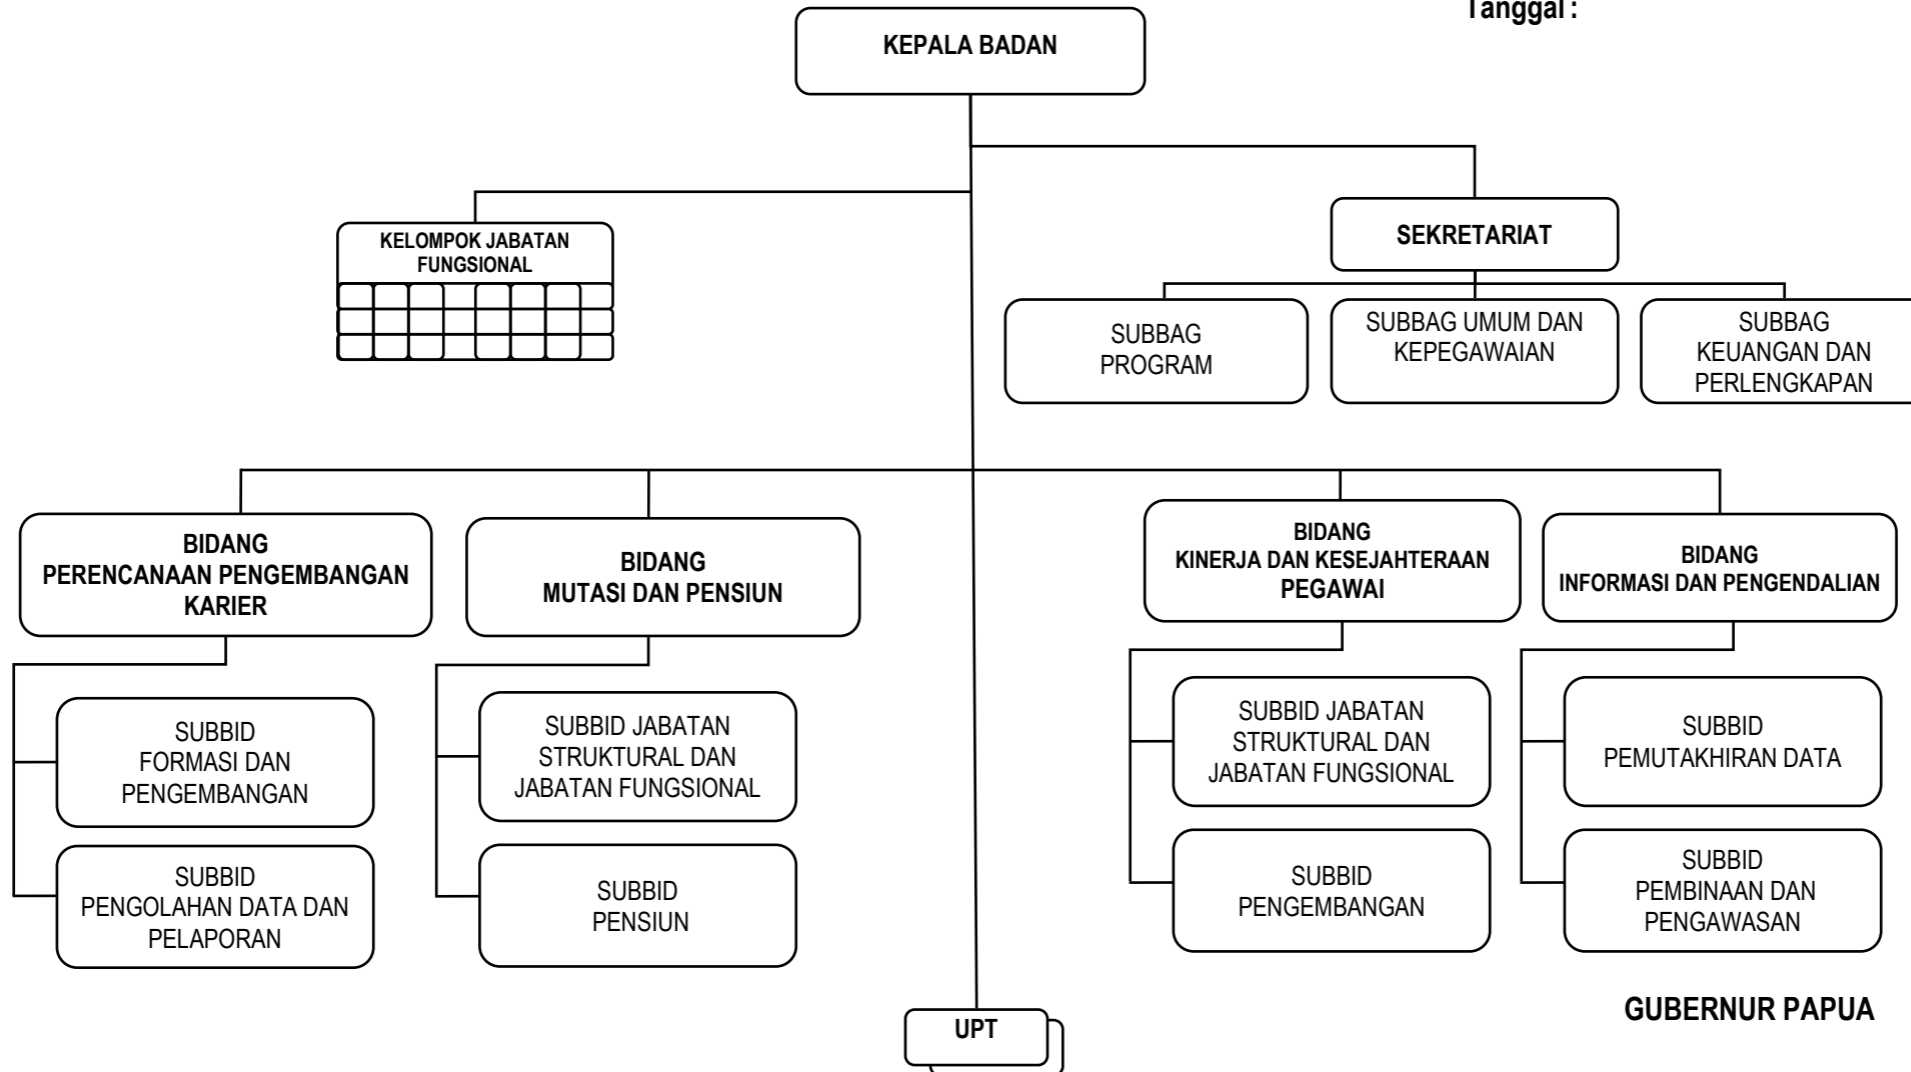 Tanggal :
KEPALA BADAN
KELOMPOK JABATAN
FUNGSIONAL
SEKRETARIAT
SUBBAG
PROGRAM
SUBBAG UMUM DAN
KEPEGAWAIAN
SUBBAG
KEUANGAN DAN
PERLENGKAPAN
BIDANG
PERENCANAAN PENGEMBANGAN
KARIER
BIDANG
MUTASI DAN PENSIUN
BIDANG
KINERJA DAN KESEJAHTERAAN
PEGAWAI
BIDANG
INFORMASI DAN PENGENDALIAN
SUBBID
FORMASI DAN
PENGEMBANGAN
SUBBID JABATAN
STRUKTURAL DAN
JABATAN FUNGSIONAL
SUBBID JABATAN
STRUKTURAL DAN
JABATAN FUNGSIONAL
SUBBID
PEMUTAKHIRAN DATA
SUBBID
PENGOLAHAN DATA DAN
PELAPORAN
SUBBID
PENSIUN
SUBBID
PENGEMBANGAN
SUBBID
PEMBINAAN DAN
PENGAWASAN
UPT
GUBERNUR PAPUA